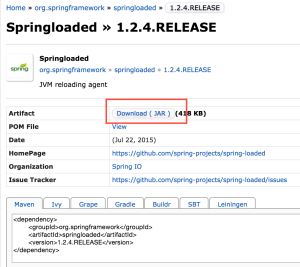 Home » org.springframework » springloaded » 1.2.4.RELEASE
Springloaded » 1.2.4.RELEASE
spring
Springloaded
org.springframework » springloaded » 1.2.4.RELEASE
JVM reloading agent
Artifact Download ( JAR ) (418 KB)
POM File View
Date (Jul 22, 2015)
HomePage https://github.com/spring-projects/spring-loaded
Organization Spring IO
Issue Tracker https://github.com/spring-projects/spring-loaded/issues
Maven Ivy Grape Gradle Buildr SBT Leiningen
<dependency>
<groupId>org.springframework</groupId>
<artifactId>springloaded</artifactId>
<version>1.2.4.RELEASE</version>
</dependency>